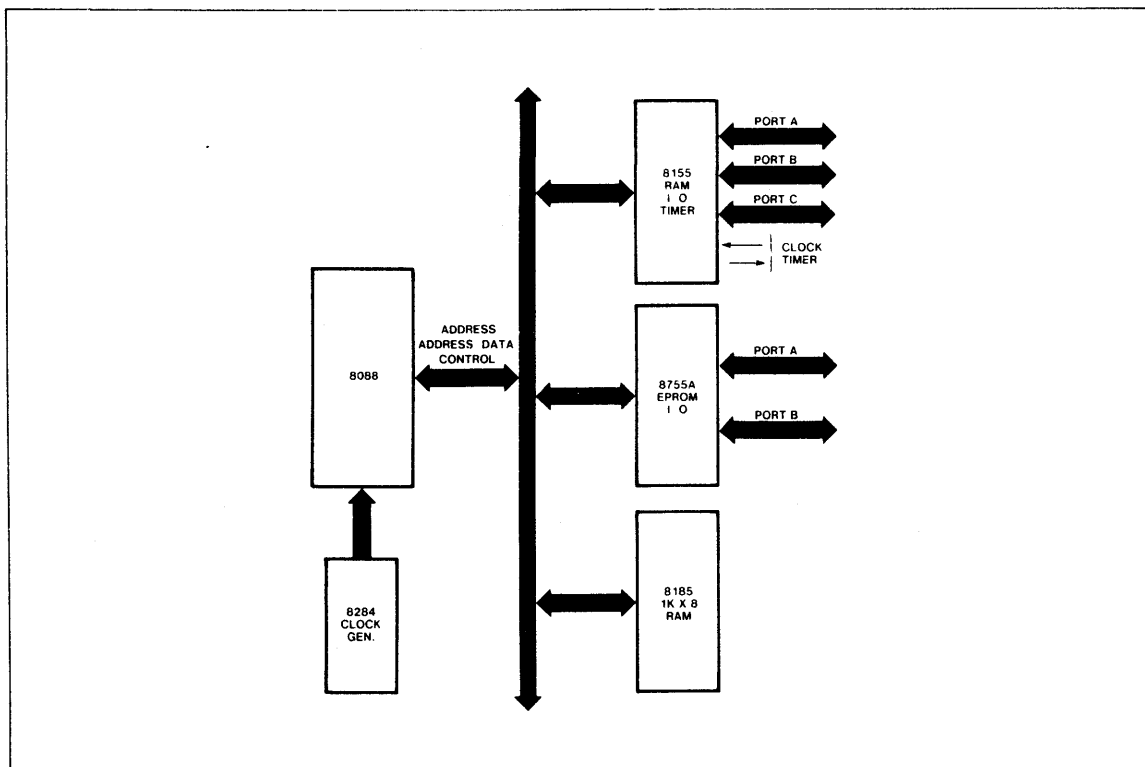 8088
8284
CLOCK
GEN.
ADDRESS
ADDRESS DATA
CONTROL
8155
RAM
I O
TIMER
PORT A
PORT B
PORT C
CLOCK
TIMER
8755A
EPROM
I O
PORT A
PORT B
8185
1K X 8
RAM